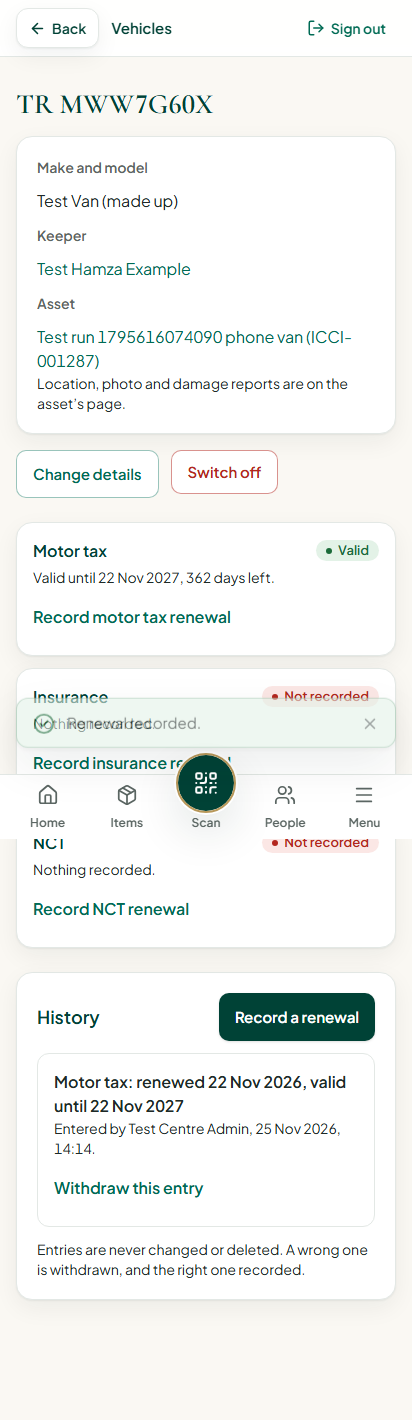 Back
Vehicles
Sign out
TR MWW7G60X
Make and model
Test Van (made up)
Keeper
Test Hamza Example
Asset
Test run 1795616074090 phone van (ICCI-
001287)
Location, photo and damage reports are on the
asset's page.
Change details
Switch off
Motor tax
Valid
Valid until 22 Nov 2027, 362 days left.
Record motor tax renewal
Insurance
Not recorded
Nothing recorded.
Renewal recorded.
Record insurance
Home
Items
Scan
People
Menu
NCT
Not recorded
Nothing recorded.
Record NCT renewal
History
Record a renewal
Motor tax: renewed 22 Nov 2026, valid
until 22 Nov 2027
Entered by Test Centre Admin, 25 Nov 2026,
14:14.
Withdraw this entry
Entries are never changed or deleted. A wrong one
is withdrawn, and the right one recorded.